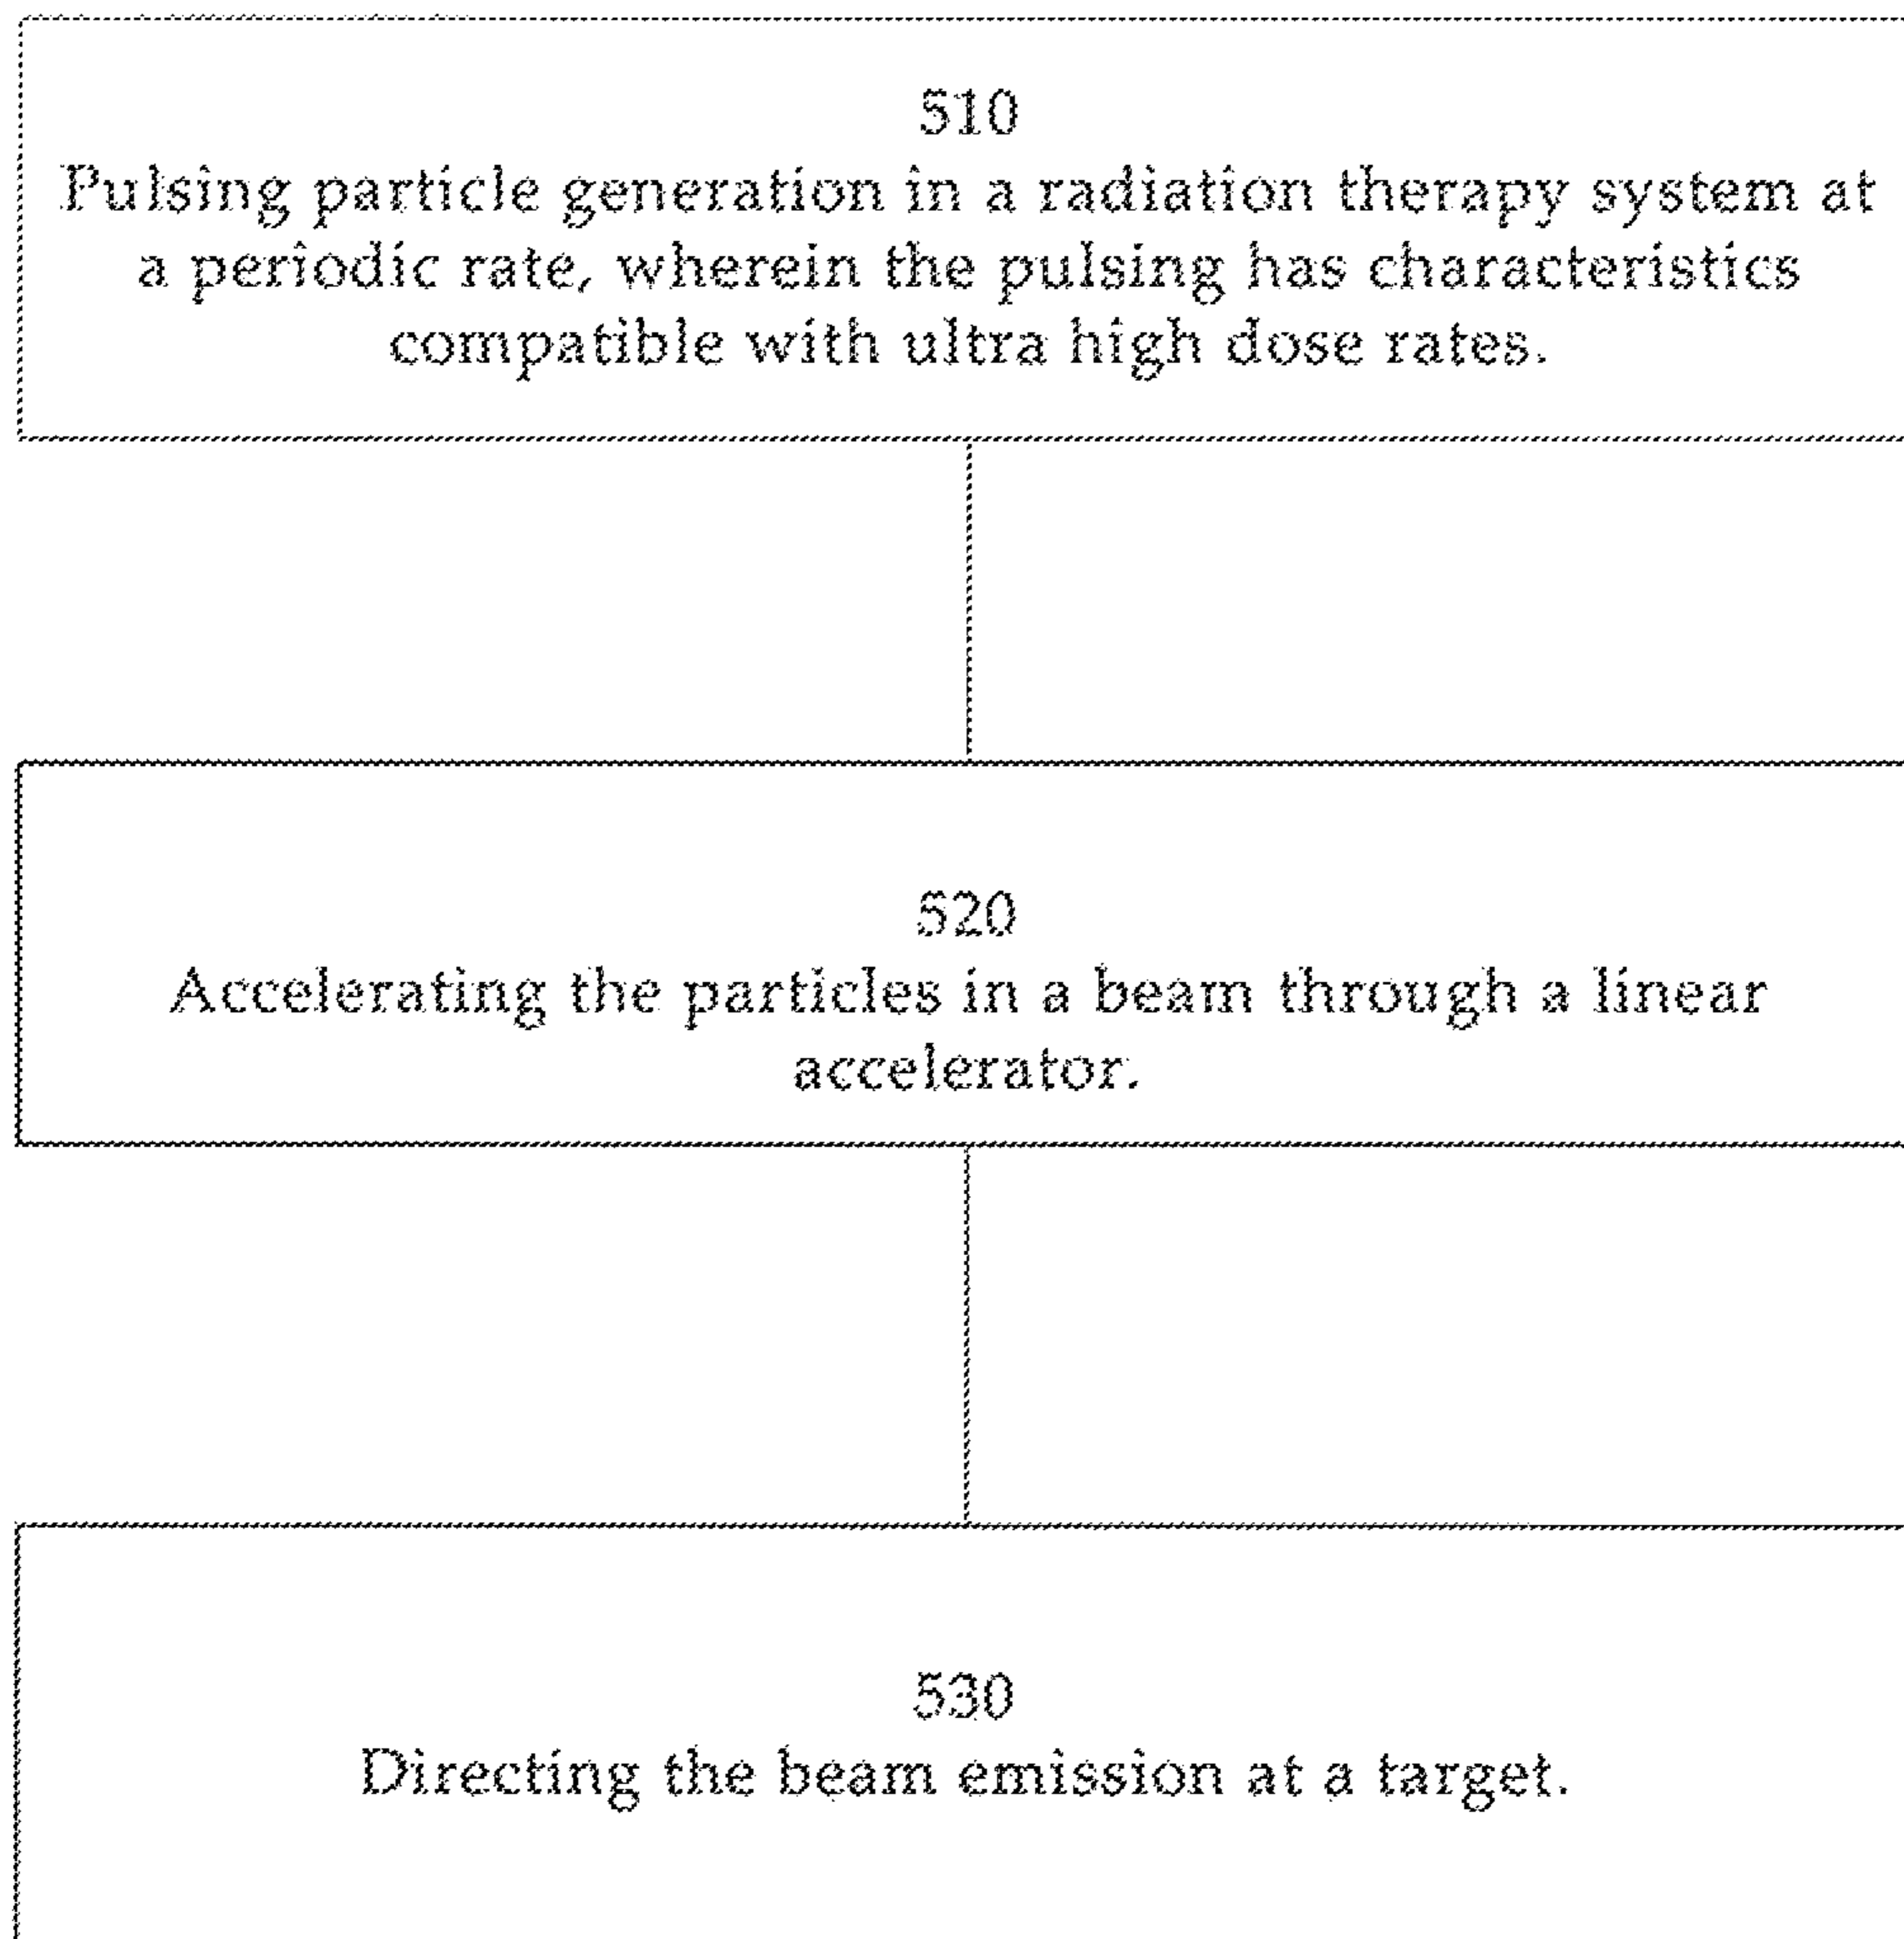 510
Pulsing particle generation in a radiation therapy system at
a periodic rate, wherein the pulsing has characteristics
compatible with ultra high dose rates.
520
Accelerating the particles in a beam through a linear
accelerator.
530
Directing the beam emission at a target.